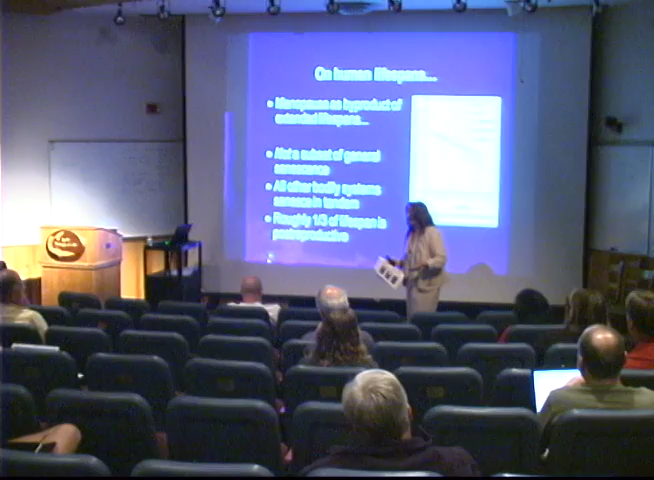 On human lifespans...
• Menopause as byproduct of
extended lifespans...
• Not a subset of general
senescence
• All other bodily systems
senesce in tandem
• Roughly 1/3 of lifespan is
postreproductive